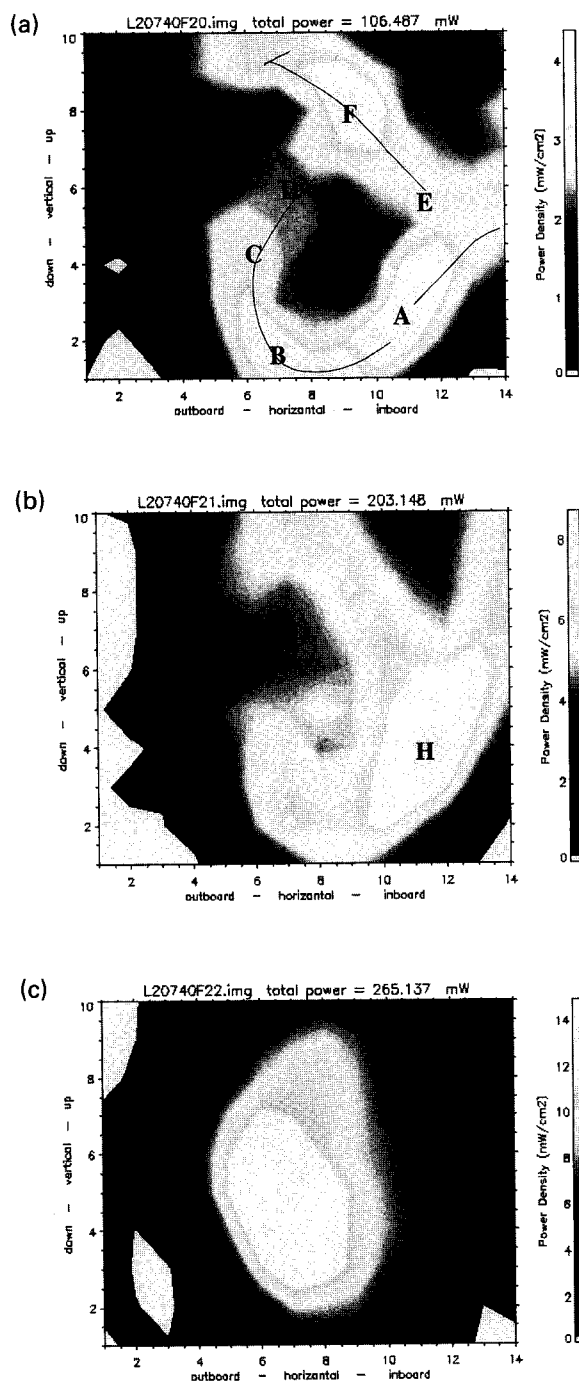 (a)
L20740F20.img total power = 106.487 mW
10
8
6
4
2
down - vertical - up
F
E
C
A
B
2 4 6 8 10 12 14
outboard - horizontal - inboard
4
3
2
1
0
Power Density (mW/cm2)
(b)
L20740F21.img total power = 203.148 mW
10
8
6
4
2
down - vertical - up
H
2 4 6 8 10 12 14
outboard - horizontal - inboard
8
6
4
2
0
Power Density (mW/cm2)
(c)
L20740F22.img total power = 265.137 mW
10
8
6
4
2
down - vertical - up
2 4 6 8 10 12 14
outboard - horizontal - inboard
14
12
10
8
6
4
2
0
Power Density (mW/cm2)